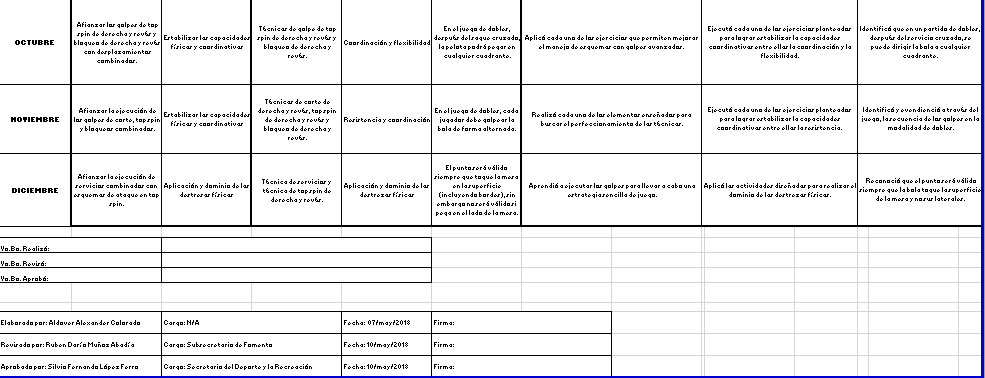 OCTUBRE
Afianzar los golpes de top
spin de derecha y revés y
bloqueo de derecha y revés
con desplazamientos
combinados.
Estabilizar las capacidades
físicas y coordinativas
Técnicas de golpe de top
spin de derecha y revés y
bloqueo de derecha y
revés.
Coordinación y flexibilidad
En el juego de dobles,
después del saque cruzado,
la pelota podrá pegar en
cualquier cuadrante.
Aplicó cada uno de los ejercicios que permiten mejorar
el manejo de esquemas con golpes avanzados.
Ejecutó cada uno de los ejercicios planteados
para lograr estabilizar la capacidades
coordinativas entre ellas la coordinación y la
flexibilidad.
Identificó que en un partido de dobles,
después del servicio cruzado, se
puede dirigir la bola a cualquier
cuadrante.
NOVIEMBRE
Afianzar la ejecución de
los golpes de corte, top spin
y bloqueos combinados.
Estabilizar las capacidades
físicas y coordinativas
Técnicas de corte de
derecha y revés, top spin
de derecha y revés y
bloqueo de derecha y
revés.
Resistencia y coordinación
En el juego de dobles, cada
jugador debe golpear la
bola de forma alternada.
Realizó cada uno de los elementos enseñados para
buscar el perfeccionamiento de las técnicas.
Ejecutó cada uno de los ejercicios planteados
para lograr estabilizar la capacidades
coordinativas entre ellas la resistencia.
Identificó y evendienció a través del
juego, la secuencia de los golpes en la
modalidad de dobles.
DICIEMBRE
Afianzar la ejecución de
servicios combinados con
esquemas de ataque en top
spin.
Aplicación y dominio de las
destrezas físicas
Técnica de servicios y
técnica de top spin de
derecha y revés.
Aplicación y dominio de las
destrezas físicas
El punto será válido
siempre que toque la mesa
en la superficie
(incluyendo bordes), sin
embargo no será válido si
pega en el lado de la mesa.
Aprendió a ejecutar los golpes para llevar a cabo una
estrategia sencilla de juego.
Aplicó las actividades diseñadas para realizar el
dominio de las destrezas físicas.
Reconoció que el punto será válido
siempre que la bola toque la superficie
de la mesa y no sus laterales.
Vo.Bo. Realizó:
Vo.Bo. Revisó:
Vo.Bo. Aprobó:
Elaborado por: Aldover Alexander Colorado
Cargo: N/A
Fecha: 07/may/2018
Firma:
Revisado por: Ruben Darío Muñoz Abadía
Cargo: Subsecretario de Fomento
Fecha: 10/may/2018
Firma:
Aprobado por: Silvio Fernando López Ferro
Cargo: Secretario del Deporte y la Recreación
Fecha: 10/may/2018
Firma: